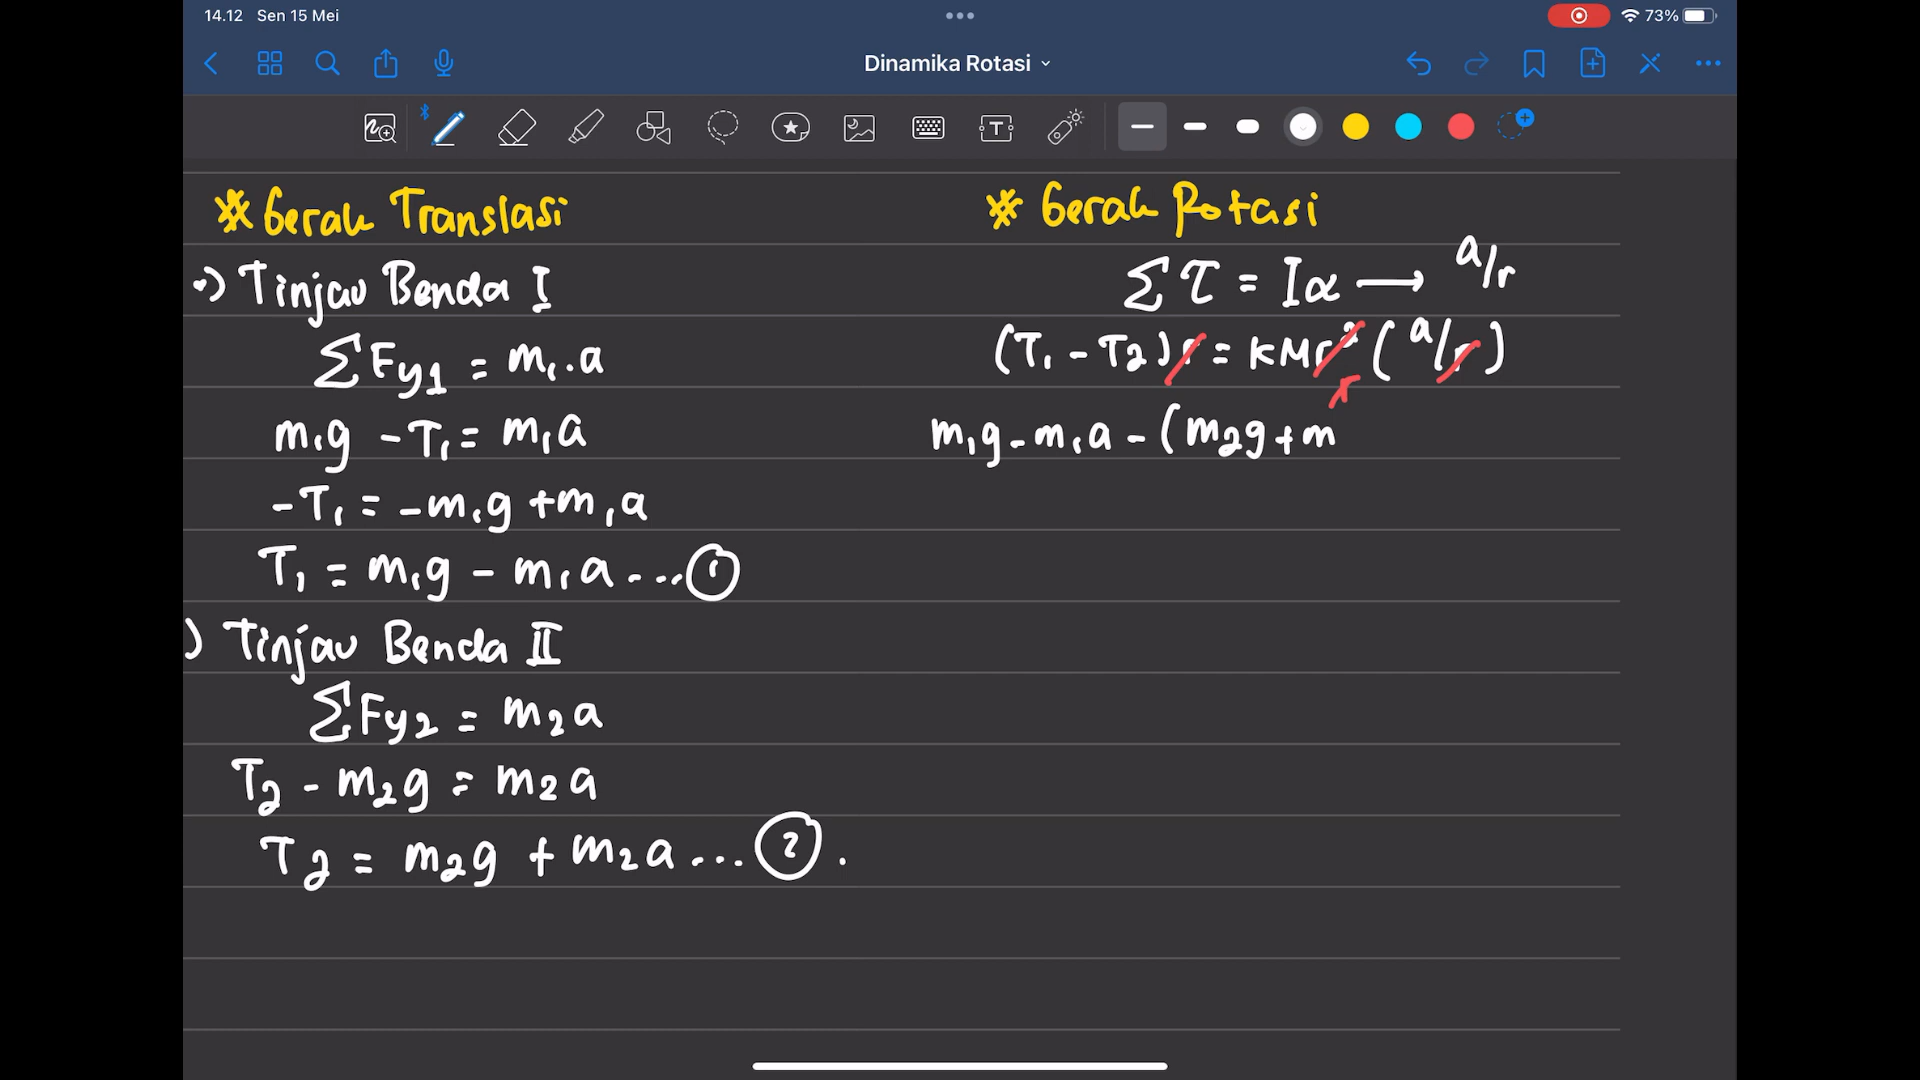 14.12 Sen 15 Mei
73%
Dinamika Rotasi
T
* Gerak Translasi
•) Tinjau Benda I
ΣFy1 = m₁.a
m₁g - T₁ = m₁a
-T₁ = -m₁g + m₁a
T₁ = m₁g - m₁a ... ①
) Tinjau Benda II
ΣFy2 = m₂a
T₂ - m₂g = m₂a
T₂ = m₂g + m₂a ... ② .
* Gerak Rotasi
Στ = Iα → a/r
(T₁ - T₂) r = KMr² (a/r)
r
m₁g - m₁a - (m₂g + m